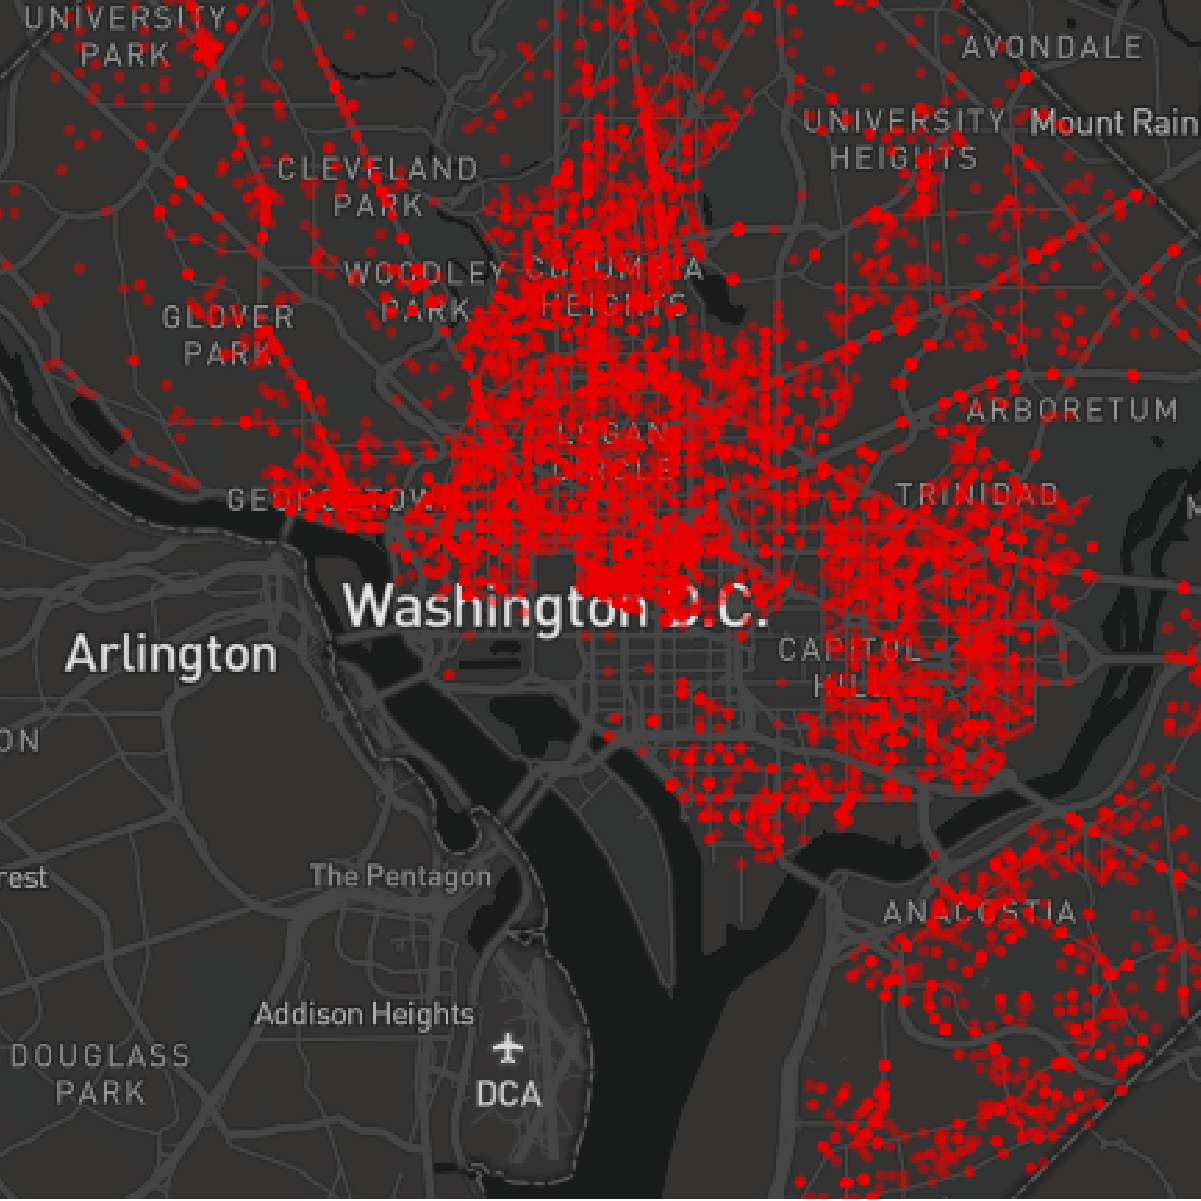 UNIVERSITY
PARK
AVONDALE
UNIVERSITY
HEIGHTS
Mount Rain
CLEVELAND
PARK
WOODLEY
PARK
COLUMBIA
HEIGHTS
GLOVER
PARK
LOGAN
CIRCLE
ARBORETUM
GEORGETOWN
TRINIDAD
M
Washington D.C.
Arlington
CAPITOL
HILL
ON
The Pentagon
rest
ANACOSTIA
Addison Heights
DOUGLASS
PARK
DCA